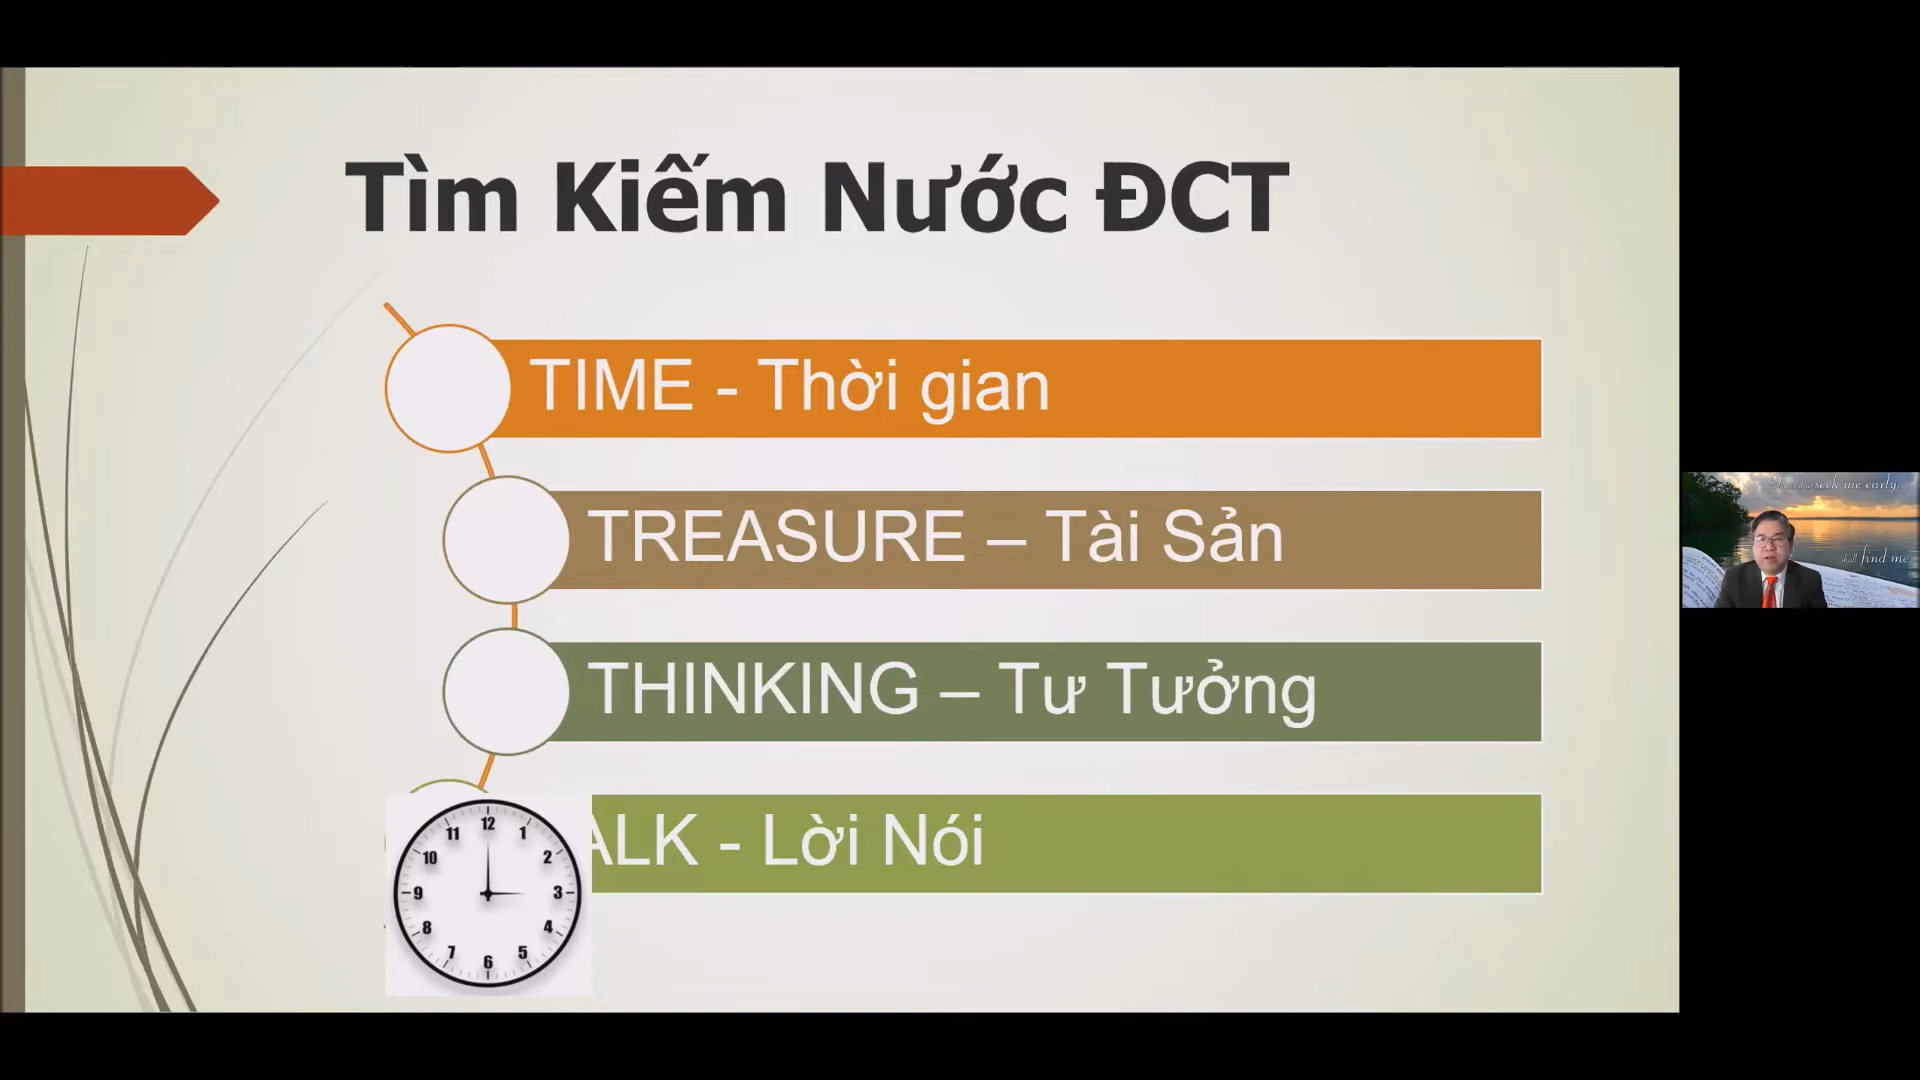 Tìm Kiếm Nước ĐCT
TIME - Thời gian
TREASURE – Tài Sản
THINKING – Tư Tưởng
ALK - Lời Nói
12
11 1
10 2
9 3
8 4
7 5
6
seek me early...
shall find me.